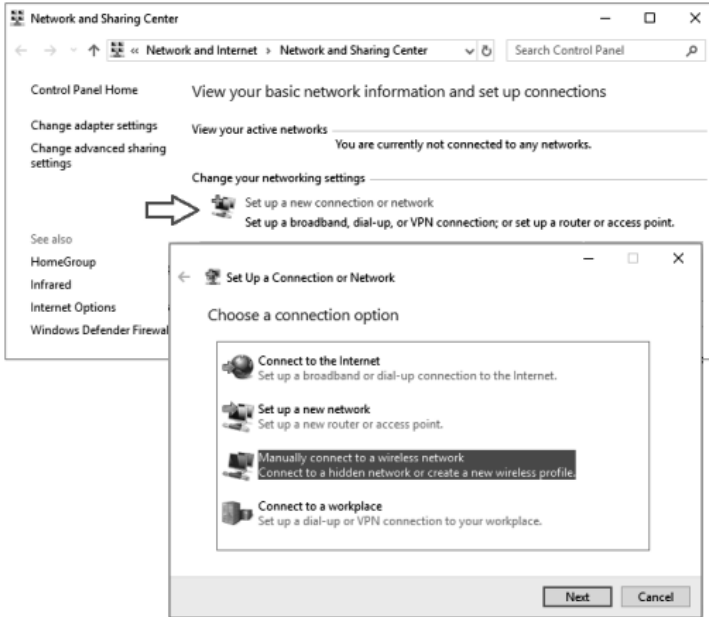 Network and Sharing Center
« Network and Internet › Network and Sharing Center
Search Control Panel
Control Panel Home
Change adapter settings
Change advanced sharing
settings
See also
HomeGroup
Infrared
Internet Options
Windows Defender Firewal
View your basic network information and set up connections
View your active networks
You are currently not connected to any networks.
Change your networking settings
Set up a new connection or network
Set up a broadband, dial-up, or VPN connection; or set up a router or access point.
Set Up a Connection or Network
Choose a connection option
Connect to the Internet
Set up a broadband or dial-up connection to the Internet.
Set up a new network
Set up a new router or access point.
Manually connect to a wireless network
Connect to a hidden network or create a new wireless profile.
Connect to a workplace
Set up a dial-up or VPN connection to your workplace.
Next
Cancel